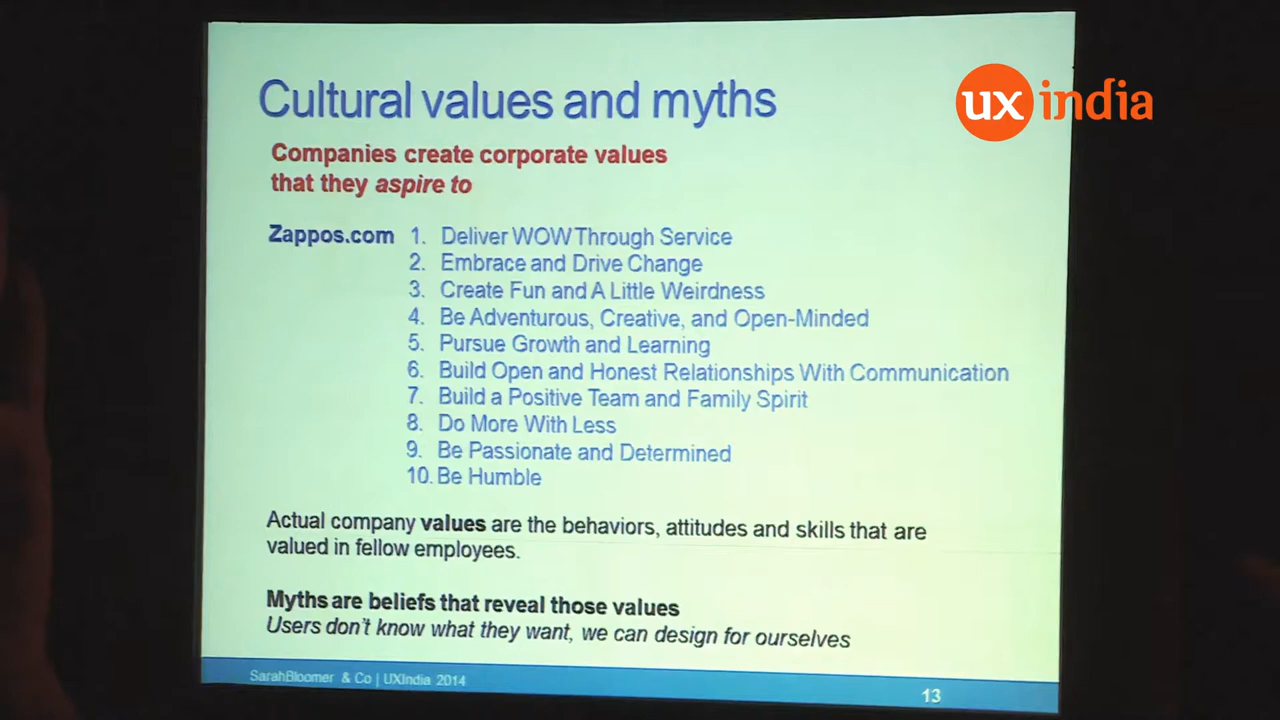 Cultural values and myths
uxindia
Companies create corporate values
that they aspire to
Zappos.com 1. Deliver WOW Through Service
2. Embrace and Drive Change
3. Create Fun and A Little Weirdness
4. Be Adventurous, Creative, and Open-Minded
5. Pursue Growth and Learning
6. Build Open and Honest Relationships With Communication
7. Build a Positive Team and Family Spirit
8. Do More With Less
9. Be Passionate and Determined
10. Be Humble
Actual company values are the behaviors, attitudes and skills that are
valued in fellow employees.
Myths are beliefs that reveal those values
Users don't know what they want, we can design for ourselves
SarahBloomer & Co | UXIndia 2014
13